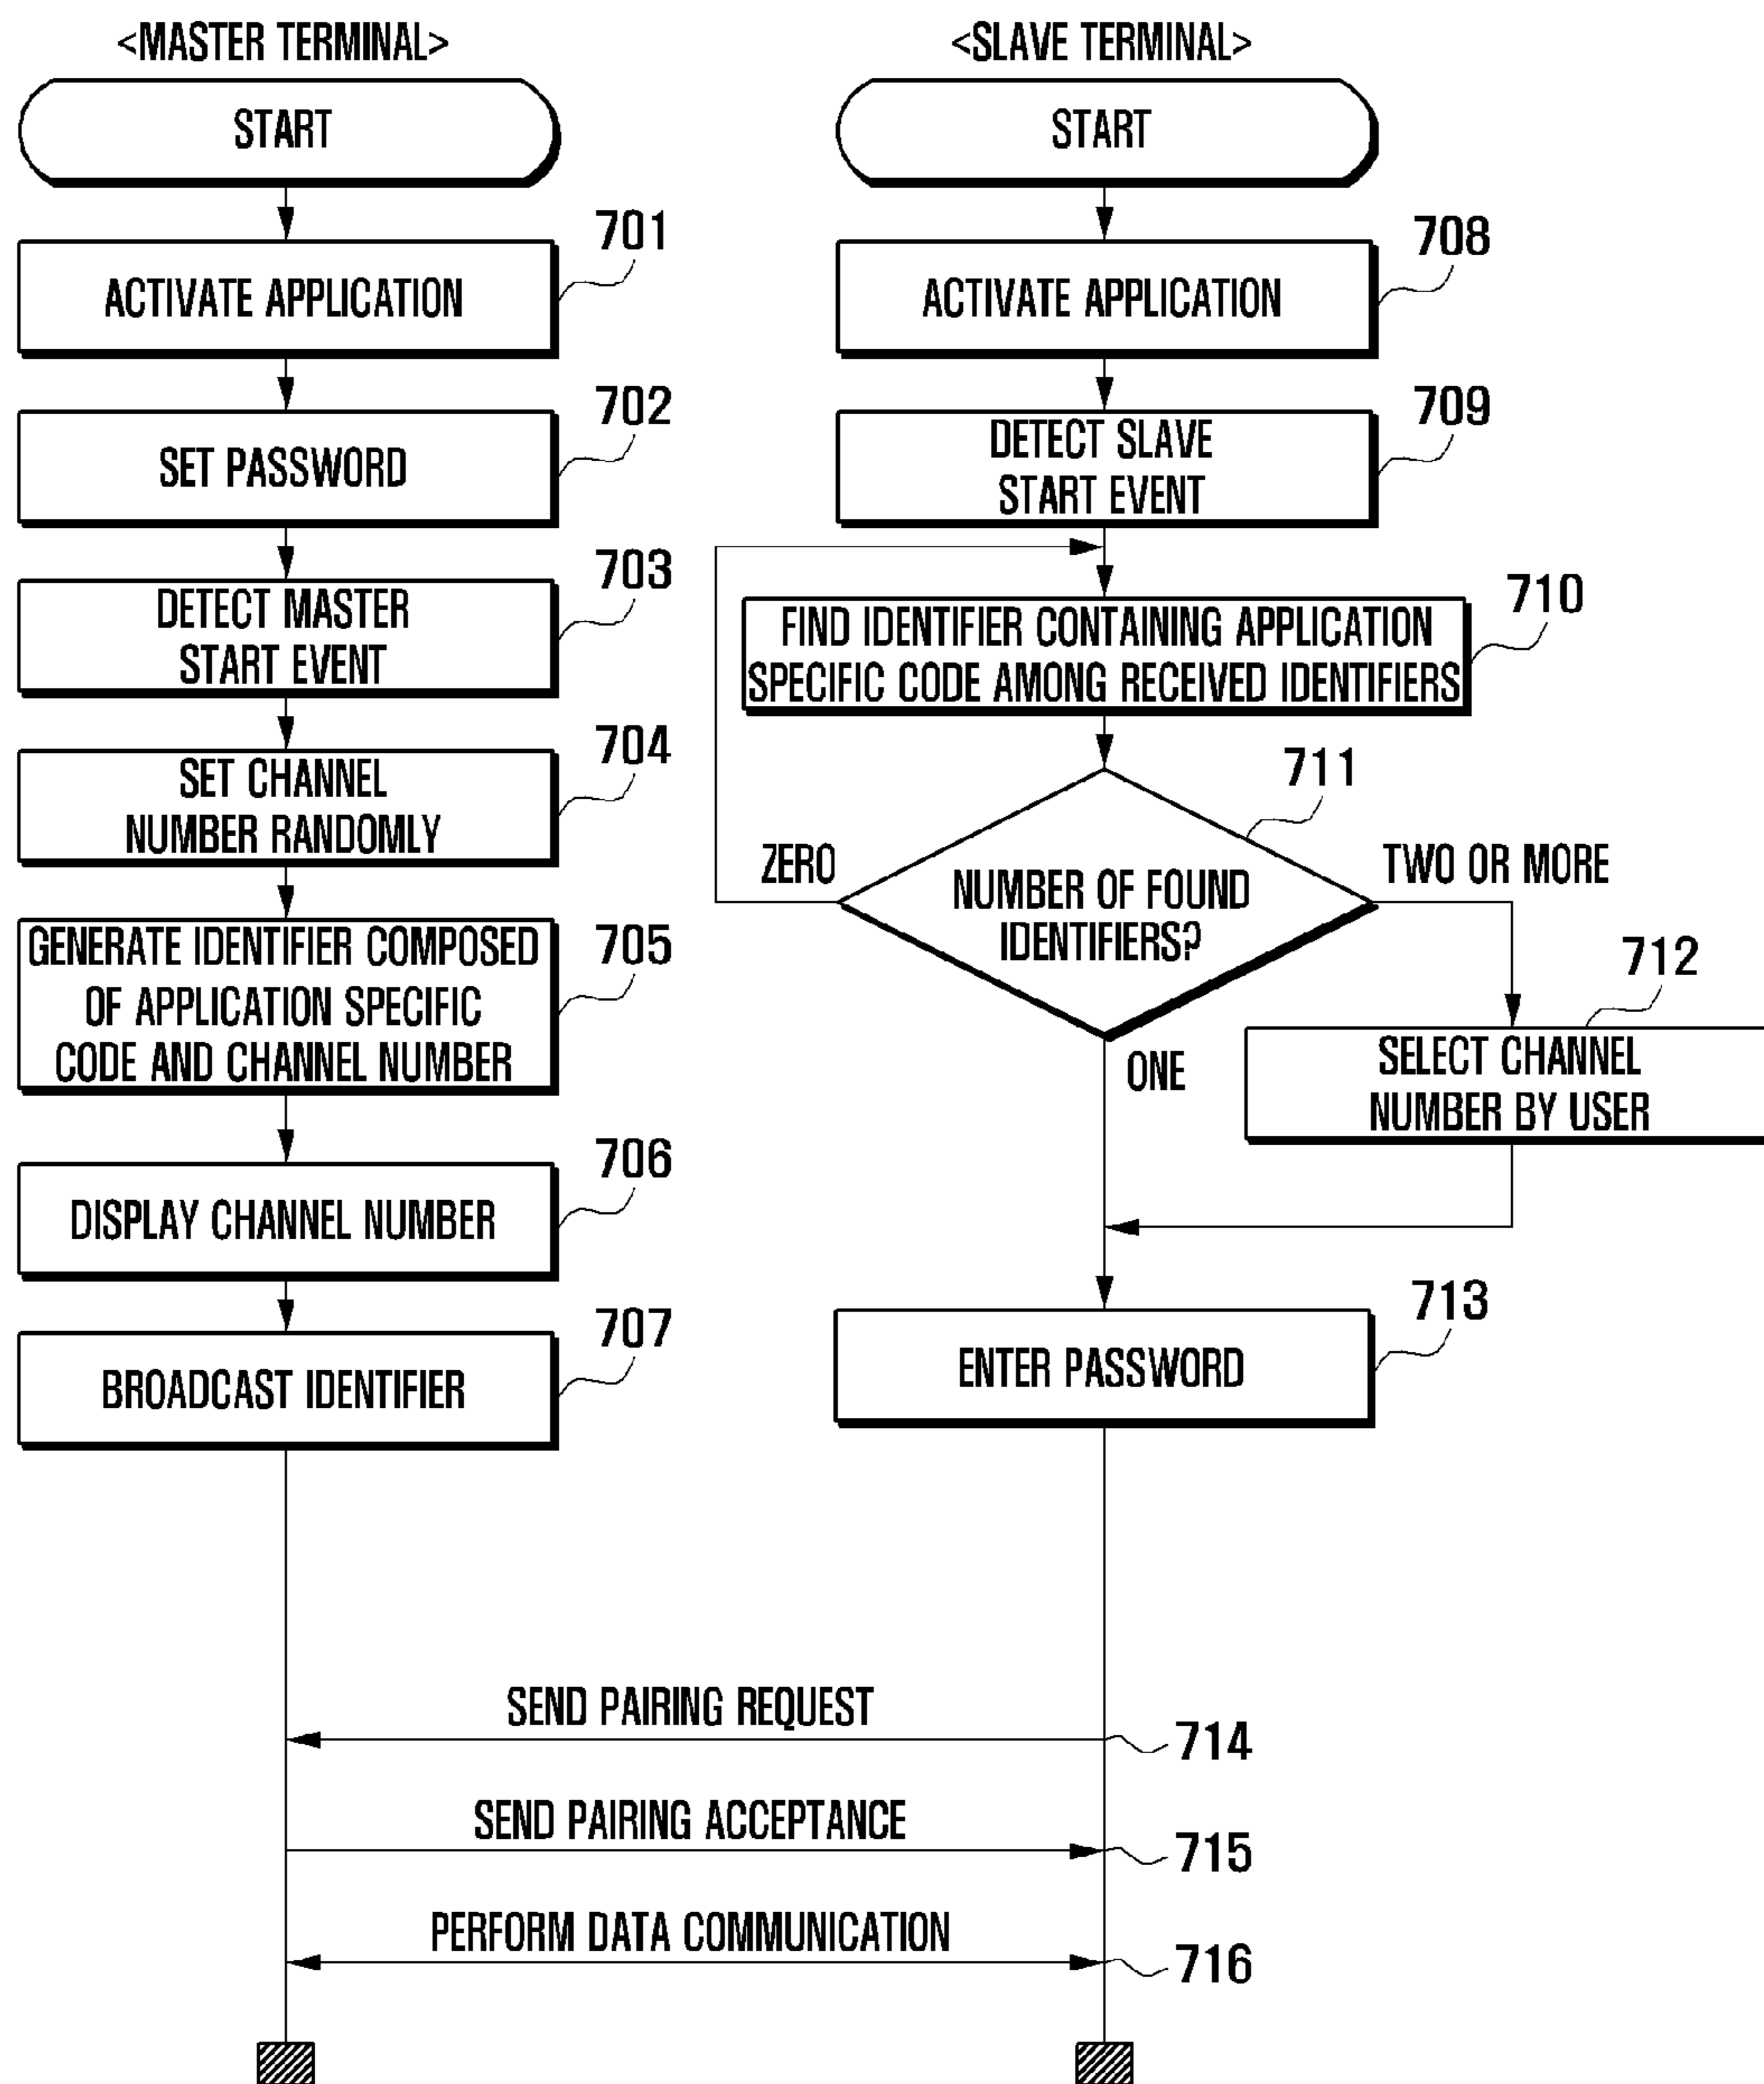 <MASTER TERMINAL>
START
701
ACTIVATE APPLICATION
702
SET PASSWORD
703
DETECT MASTER
START EVENT
704
SET CHANNEL
NUMBER RANDOMLY
705
GENERATE IDENTIFIER COMPOSED
OF APPLICATION SPECIFIC
CODE AND CHANNEL NUMBER
706
DISPLAY CHANNEL NUMBER
707
BROADCAST IDENTIFIER
<SLAVE TERMINAL>
START
708
ACTIVATE APPLICATION
709
DETECT SLAVE
START EVENT
710
FIND IDENTIFIER CONTAINING APPLICATION
SPECIFIC CODE AMONG RECEIVED IDENTIFIERS
711
ZERO
NUMBER OF FOUND
IDENTIFIERS?
TWO OR MORE
ONE
712
SELECT CHANNEL
NUMBER BY USER
713
ENTER PASSWORD
SEND PAIRING REQUEST
714
SEND PAIRING ACCEPTANCE
715
PERFORM DATA COMMUNICATION
716